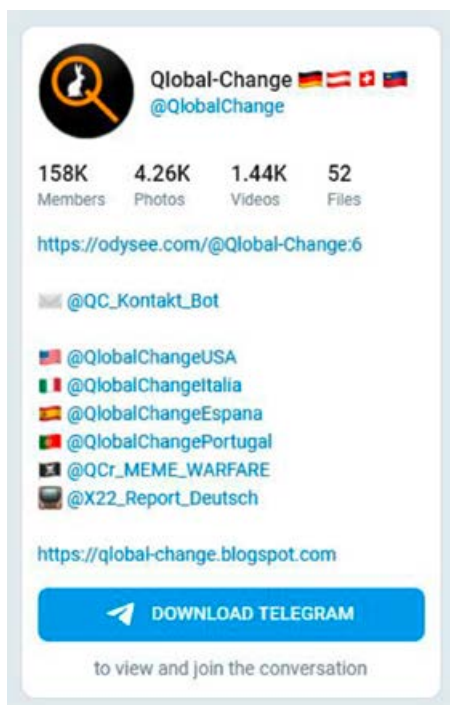 Qlobal-Change 🇩🇪🇦🇹🇨🇭🇱🇮
@QlobalChange
158K 4.26K 1.44K 52
Members Photos Videos Files
https://odysee.com/@Qlobal-Change:6
@QC_Kontakt_Bot
@QlobalChangeUSA
@QlobalChangeItalia
@QlobalChangeEspana
@QlobalChangePortugal
@QCr_MEME_WARFARE
@X22_Report_Deutsch
https://qlobal-change.blogspot.com
DOWNLOAD TELEGRAM
to view and join the conversation